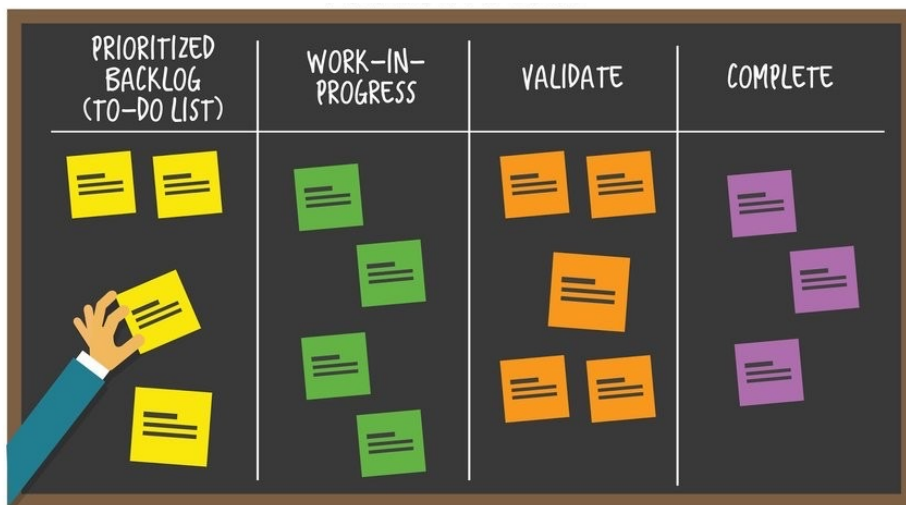 PRIORITIZED
BACKLOG
(TO-DO LIST)
WORK-IN-
PROGRESS
VALIDATE
COMPLETE